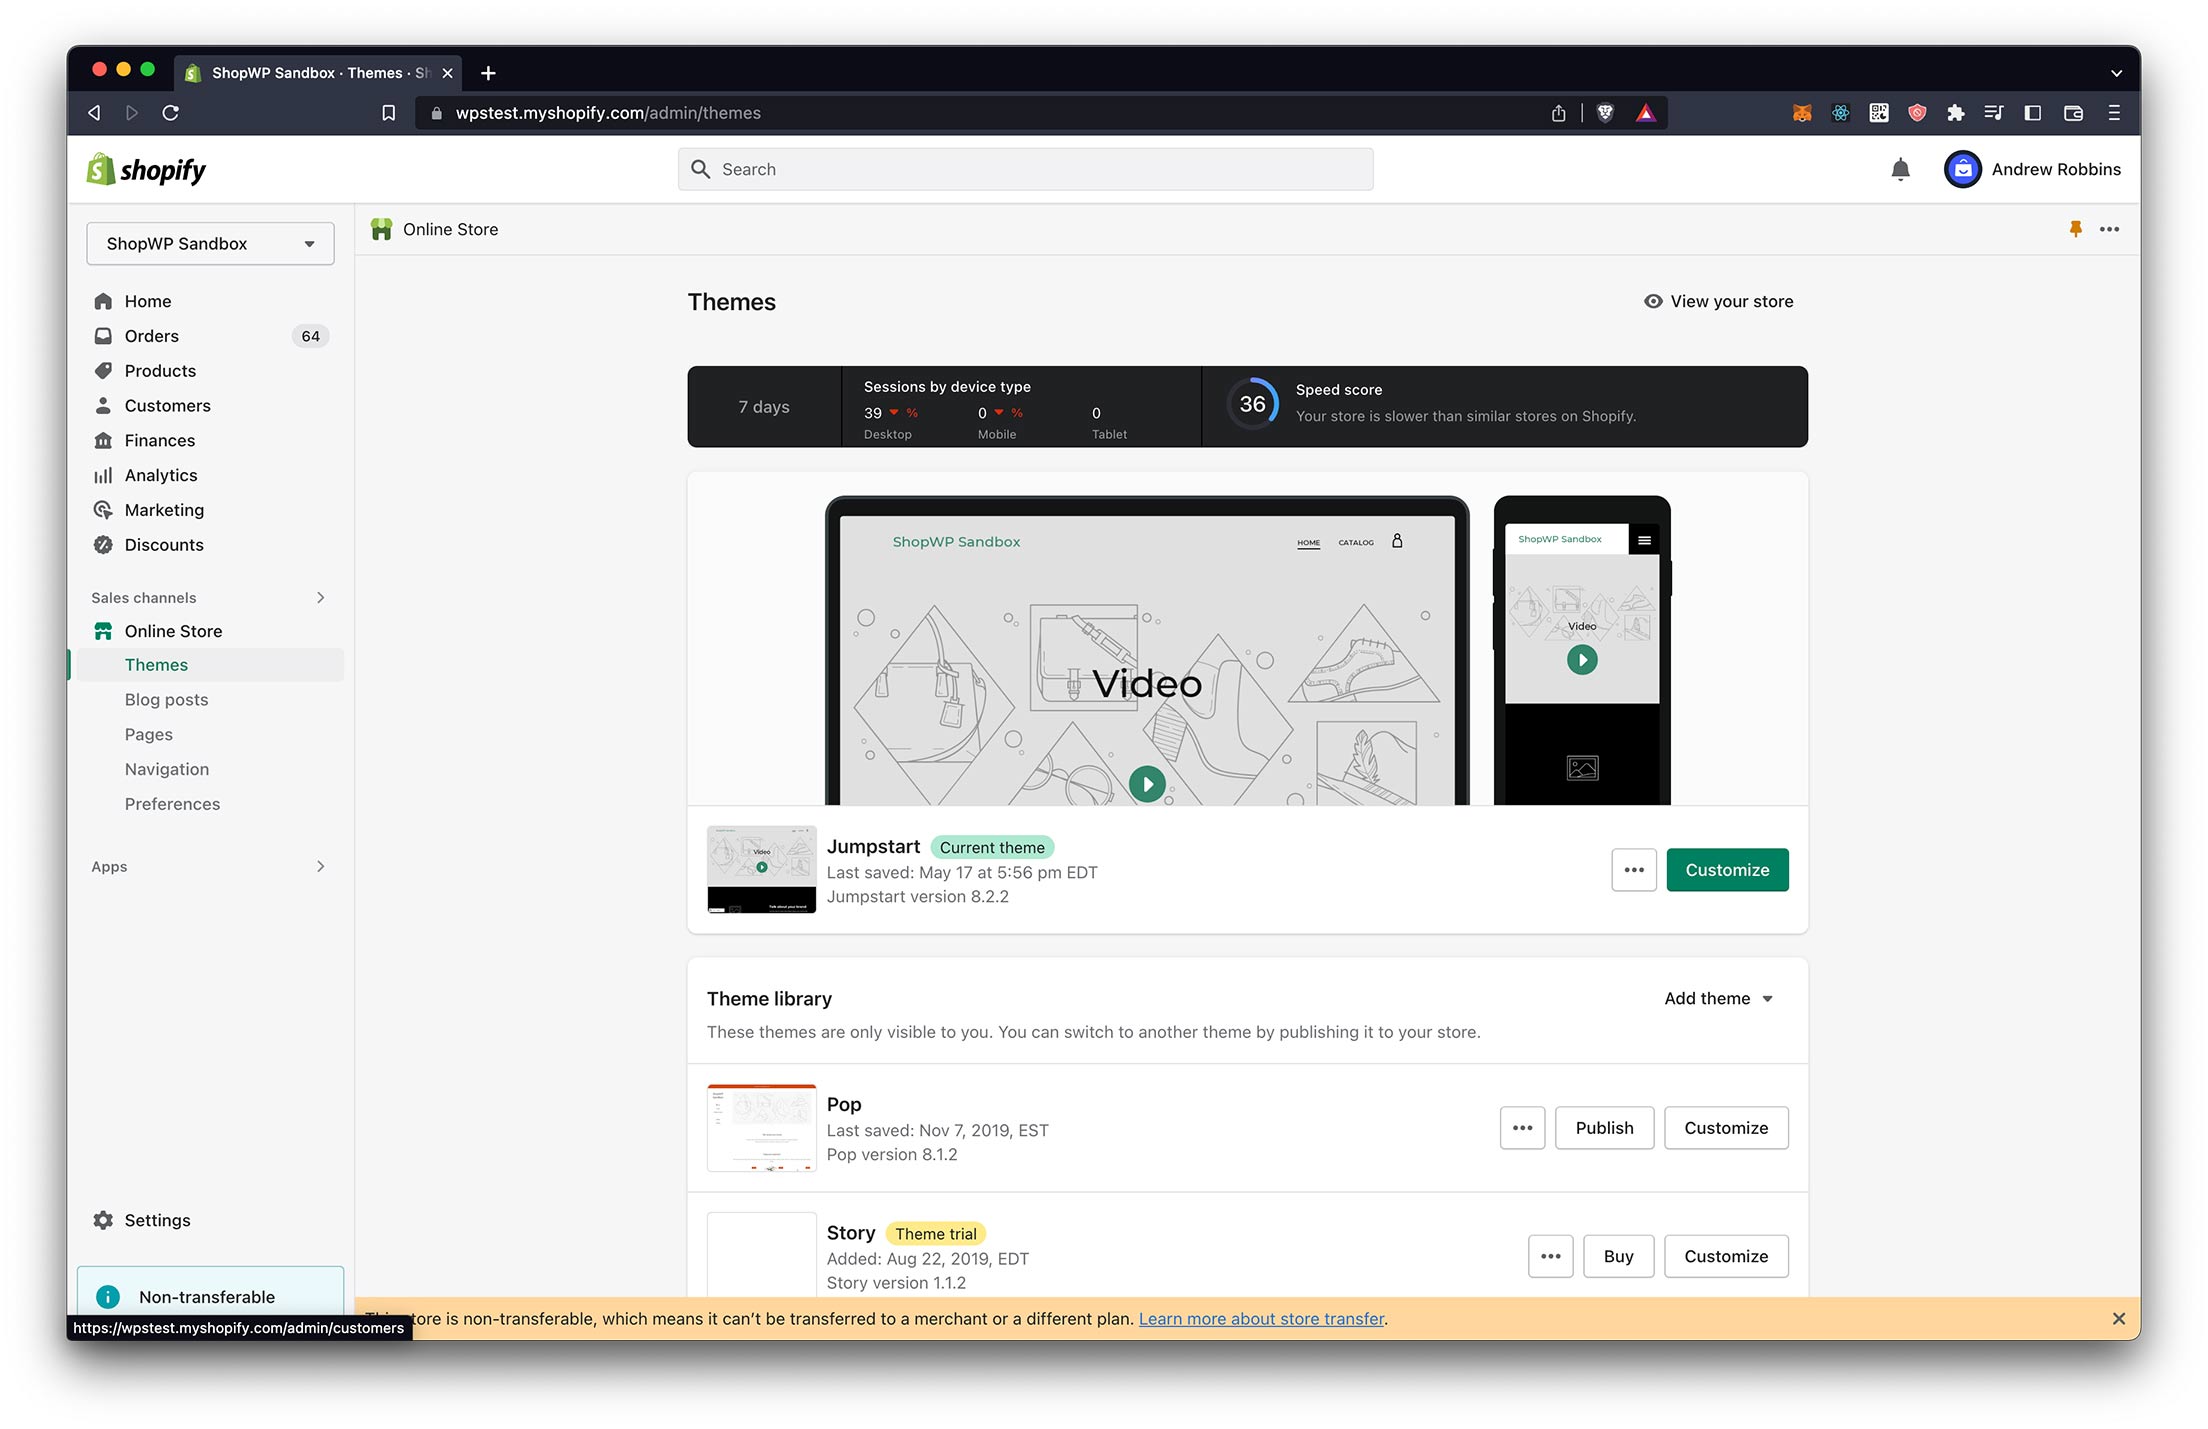 ShopWP Sandbox · Themes · Sh
wpstest.myshopify.com/admin/themes
shopify
Search
Andrew Robbins
ShopWP Sandbox
Online Store
Home
Orders
64
Products
Customers
Finances
Analytics
Marketing
Discounts
Sales channels
Online Store
Themes
Blog posts
Pages
Navigation
Preferences
Apps
Settings
Non-transferable
https://wpstest.myshopify.com/admin/customers
Themes
View your store
7 days
Sessions by device type
39 %
0 %
0
Desktop
Mobile
Tablet
36
Speed score
Your store is slower than similar stores on Shopify.
ShopWP Sandbox
HOME
CATALOG
Video
ShopWP Sandbox
Video
Video
Talk about your brand
Jumpstart
Current theme
Last saved: May 17 at 5:56 pm EDT
Jumpstart version 8.2.2
Customize
Theme library
Add theme
These themes are only visible to you. You can switch to another theme by publishing it to your store.
Pop
Last saved: Nov 7, 2019, EST
Pop version 8.1.2
Publish
Customize
Story
Theme trial
Added: Aug 22, 2019, EDT
Story version 1.1.2
Buy
Customize
store is non-transferable, which means it can’t be transferred to a merchant or a different plan. Learn more about store transfer.